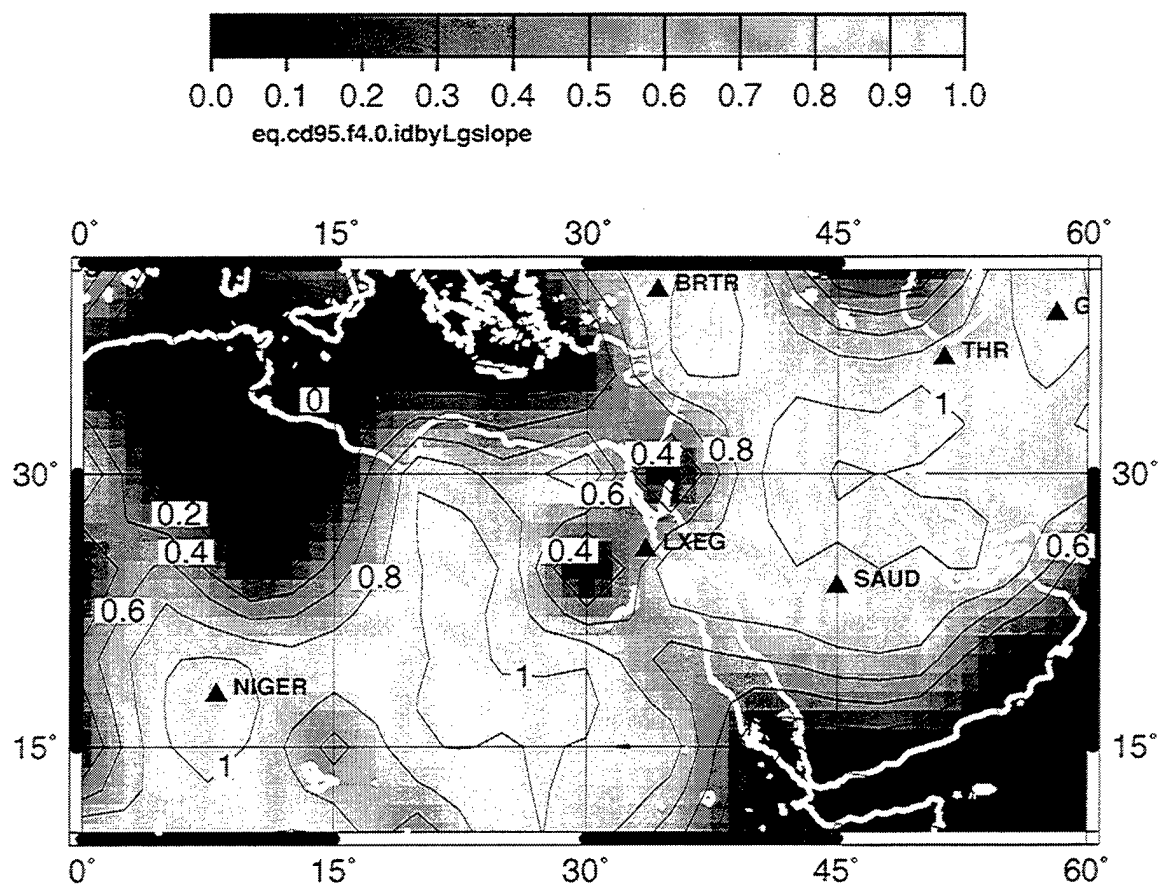 0.0 0.1 0.2 0.3 0.4 0.5 0.6 0.7 0.8 0.9 1.0
eq.cd95.f4.0.idbyLgslope
0° 15° 30° 45° 60°
BRTR
G
THR
0
1
0.4 0.8
30° 30°
0.6
0.2
0.4 0.4 LXEG 0.6
0.8 SAUD
0.6
NIGER 1
1
15° 15°
0° 15° 30° 45° 60°